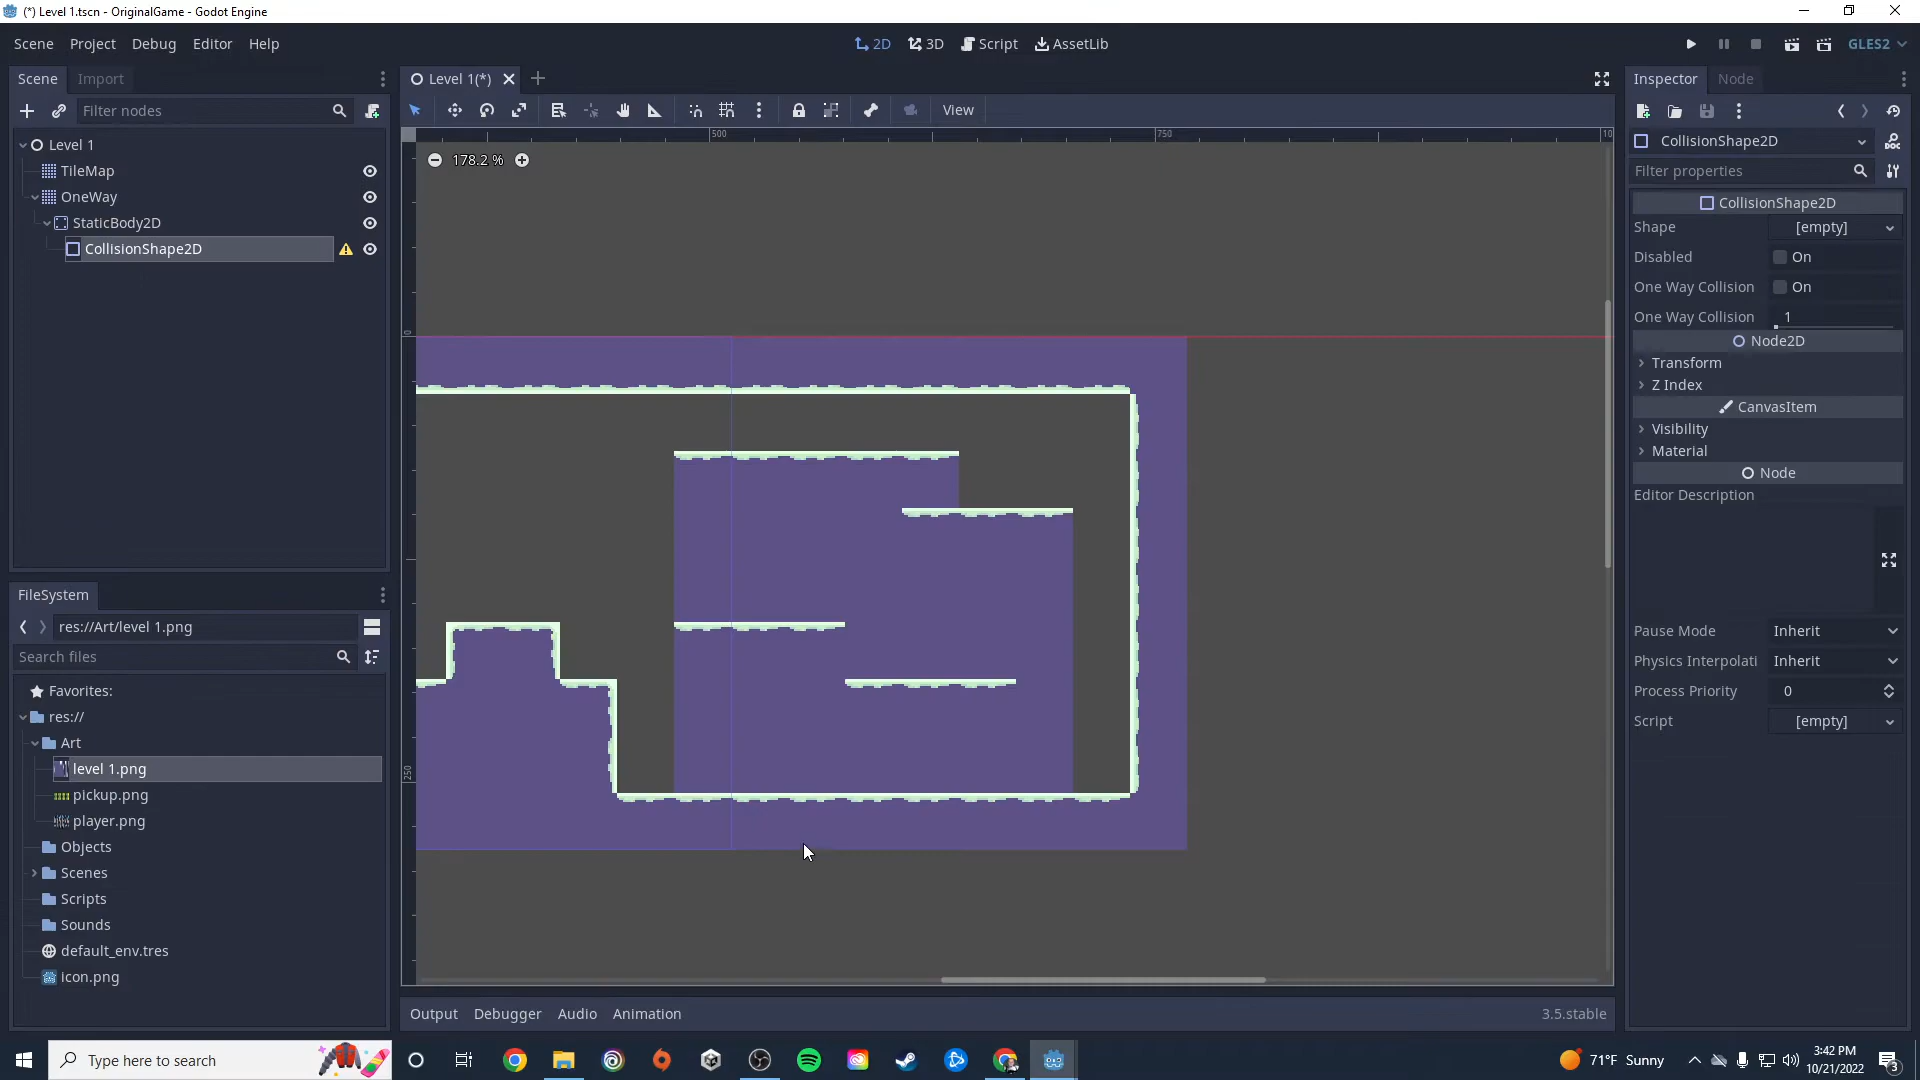 (*) Level 1.tscn - OriginalGame - Godot Engine
Scene Project Debug Editor Help
2D 3D Script AssetLib
GLES2
Scene Import
Level 1(*)
Inspector Node
Filter nodes
View
Level 1
TileMap
OneWay
StaticBody2D
CollisionShape2D
500
750
10
178.2 %
0
250
CollisionShape2D
Filter properties
CollisionShape2D
Shape [empty]
Disabled On
One Way Collision On
One Way Collision 1
Node2D
Transform
Z Index
CanvasItem
Visibility
Material
Node
Editor Description
Pause Mode Inherit
Physics Interpolati Inherit
Process Priority 0
Script [empty]
FileSystem
res://Art/level 1.png
Search files
Favorites:
res://
Art
level 1.png
pickup.png
player.png
Objects
Scenes
Scripts
Sounds
default_env.tres
icon.png
Output Debugger Audio Animation
3.5.stable
Type here to search
71°F Sunny
3:42 PM
10/21/2022
3